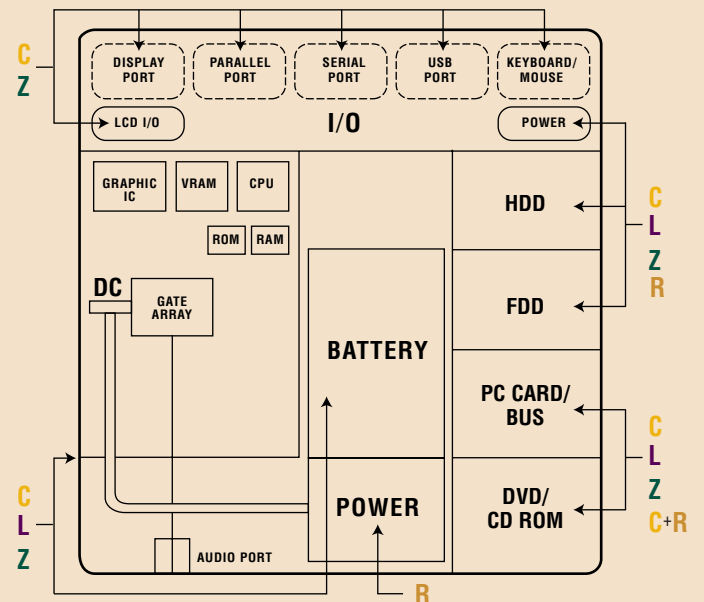 C
Z
DISPLAY
PORT
PARALLEL
PORT
SERIAL
PORT
USB
PORT
KEYBOARD/
MOUSE
LCD I/O
I/O
POWER
GRAPHIC
IC
VRAM
CPU
ROM
RAM
DC
GATE
ARRAY
BATTERY
POWER
AUDIO PORT
HDD
FDD
PC CARD/
BUS
DVD/
CD ROM
C
L
Z
R
C
L
Z
C+R
C
L
Z
R